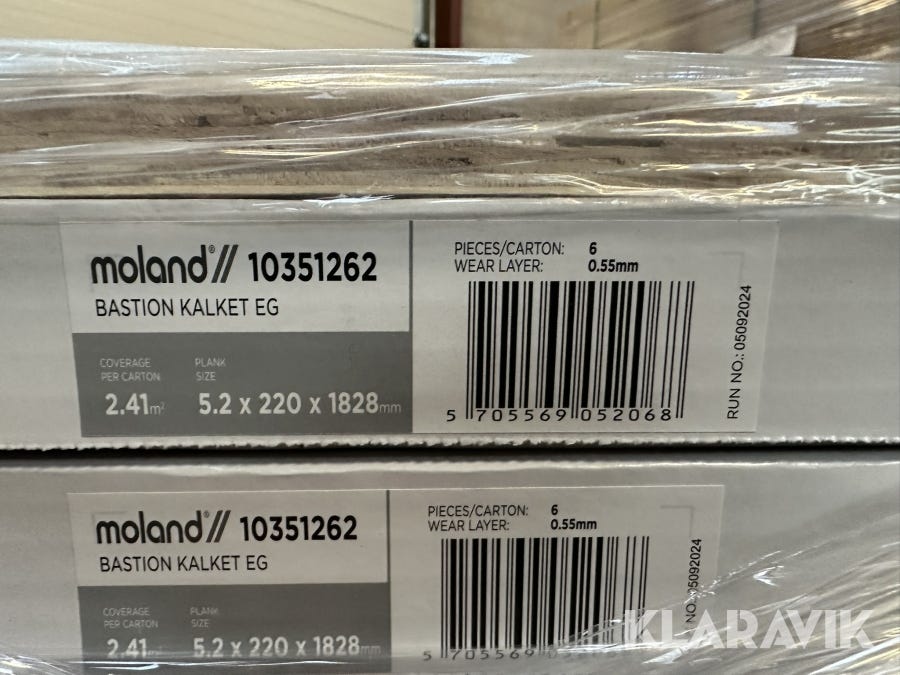 moland®// 10351262
BASTION KALKET EG
COVERAGE
PER CARTON
2.41m²
PLANK
SIZE
5.2 x 220 x 1828mm
PIECES/CARTON: 6
WEAR LAYER: 0.55mm
5 705569 052068
RUN NO.: 05092024
moland®// 10351262
BASTION KALKET EG
COVERAGE
PER CARTON
2.41m²
PLANK
SIZE
5.2 x 220 x 1828mm
PIECES/CARTON: 6
WEAR LAYER: 0.55mm
5 705569
NO.: 05092024
KLARAVIK